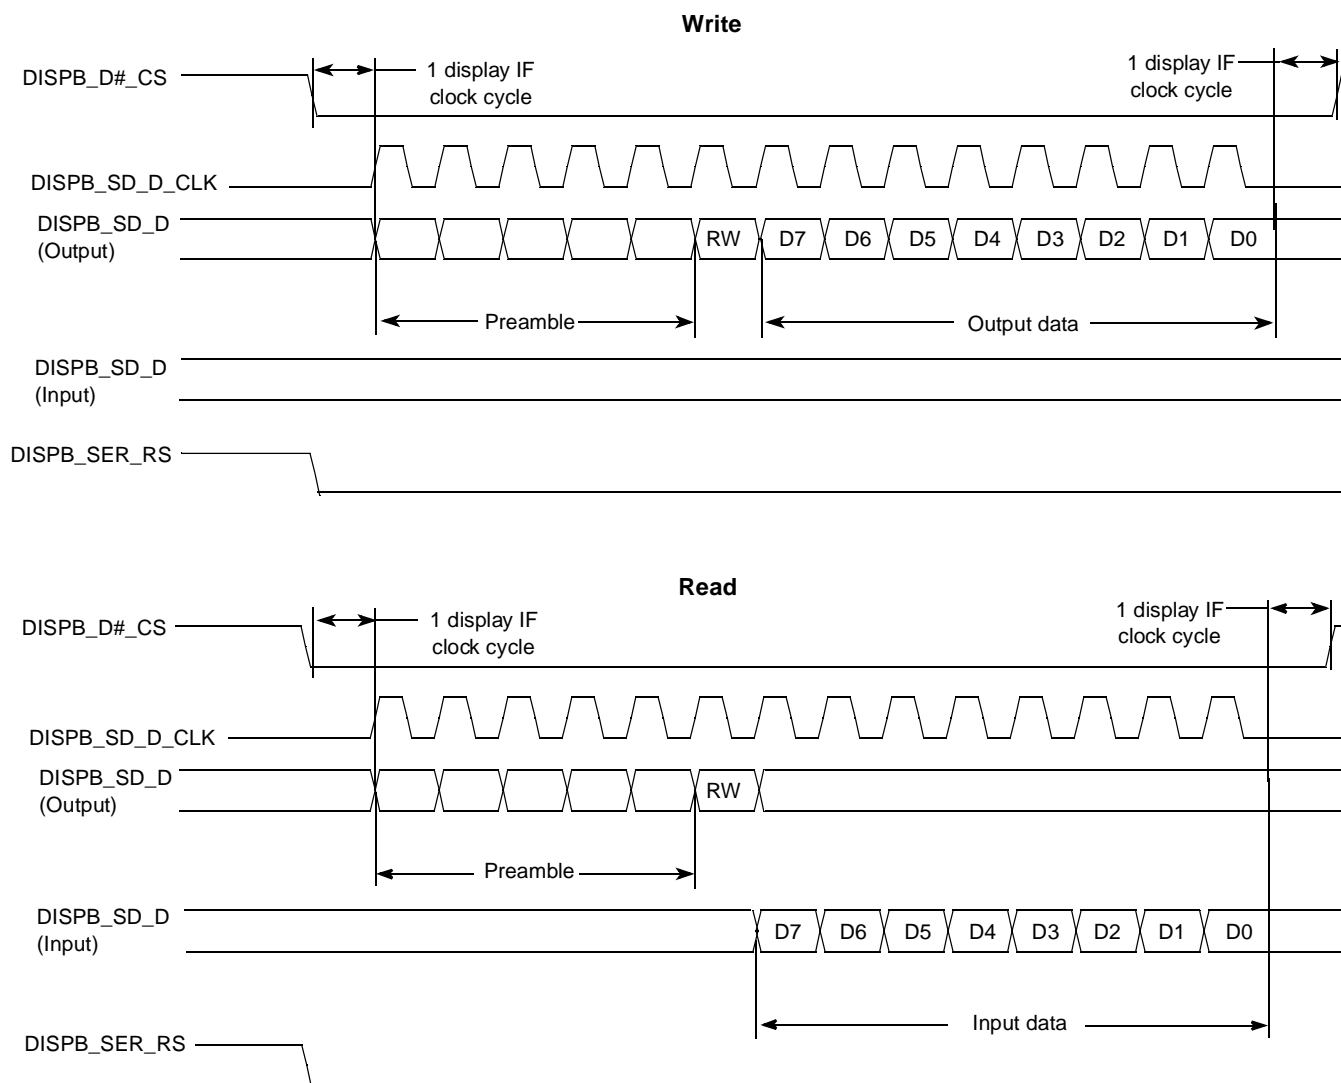 Write
DISPB_D#_CS
1 display IF
clock cycle
1 display IF
clock cycle
DISPB_SD_D_CLK
DISPB_SD_D
(Output)
RW D7 D6 D5 D4 D3 D2 D1 D0
Preamble
Output data
DISPB_SD_D
(Input)
DISPB_SER_RS
Read
DISPB_D#_CS
1 display IF
clock cycle
1 display IF
clock cycle
DISPB_SD_D_CLK
DISPB_SD_D
(Output)
RW
Preamble
DISPB_SD_D
(Input)
D7 D6 D5 D4 D3 D2 D1 D0
Input data
DISPB_SER_RS